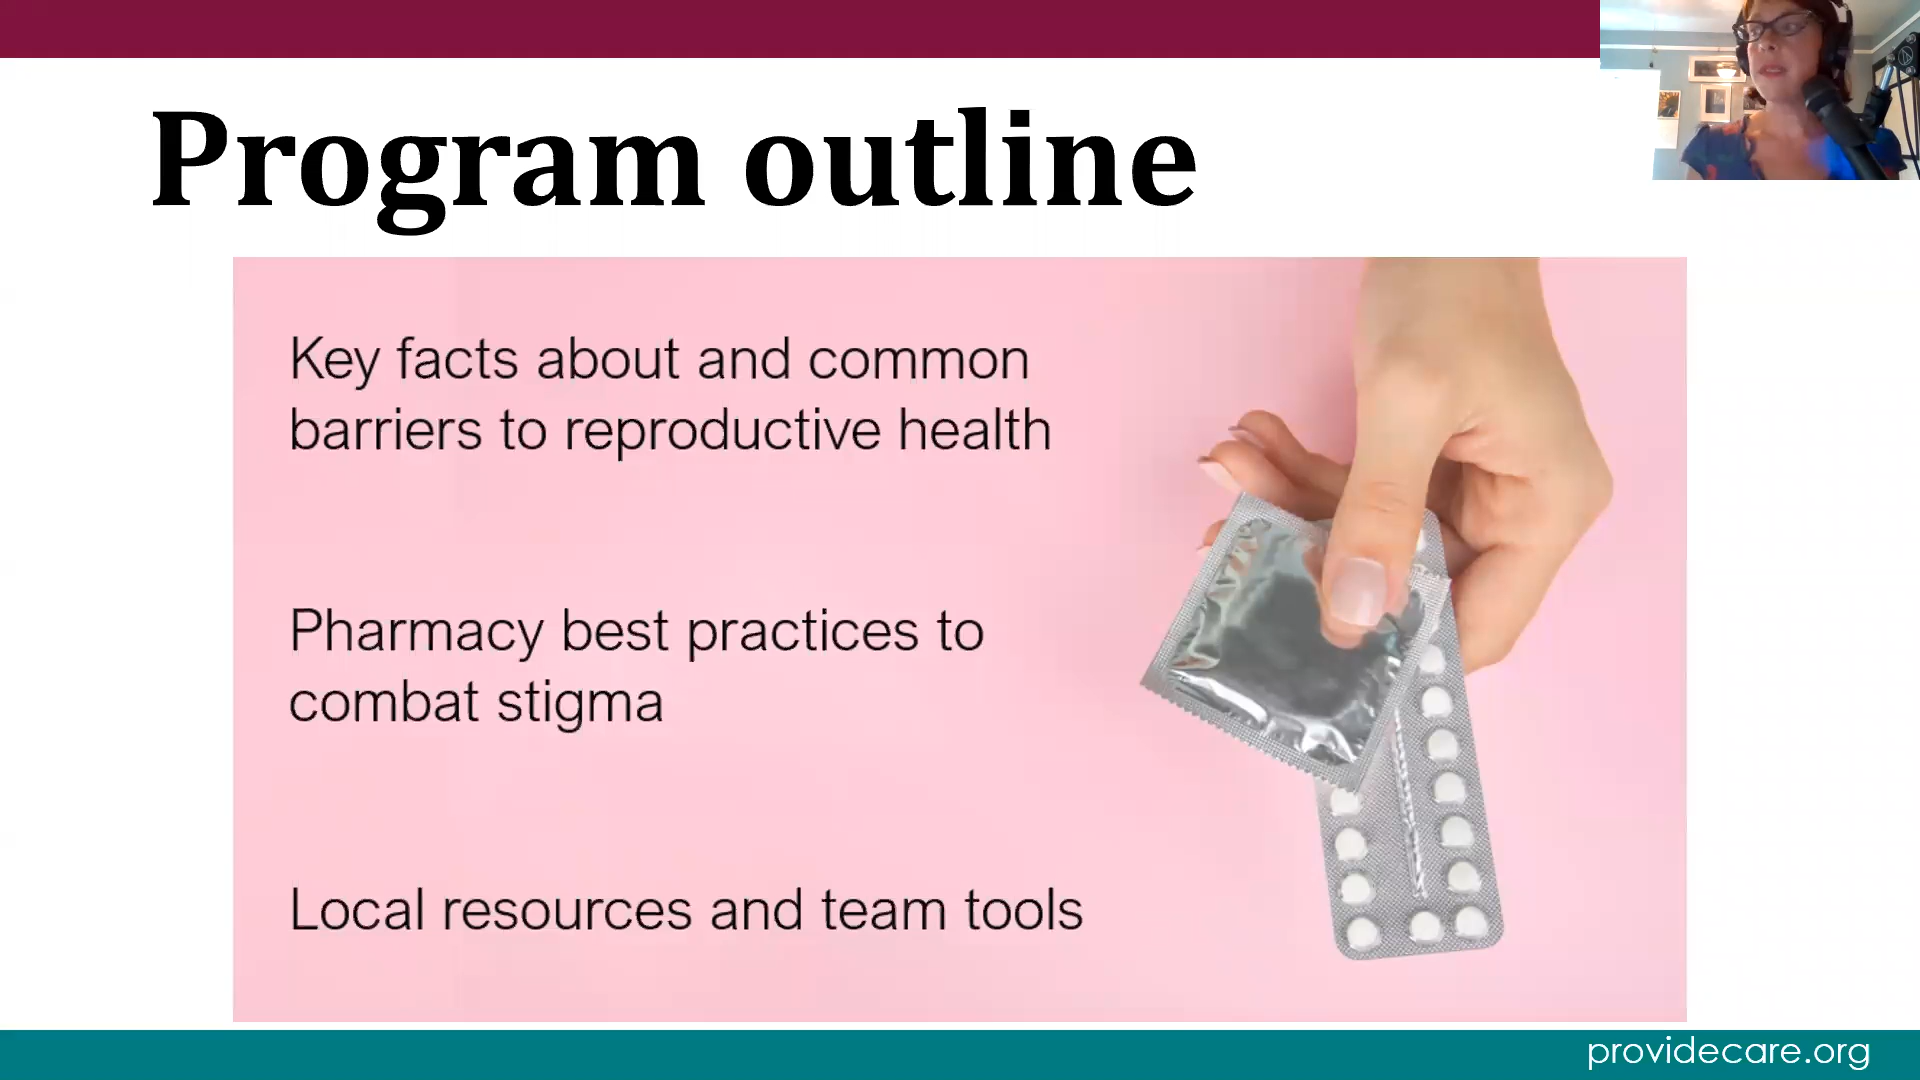 Program outline
Key facts about and common
barriers to reproductive health
Pharmacy best practices to
combat stigma
Local resources and team tools
providecare.org